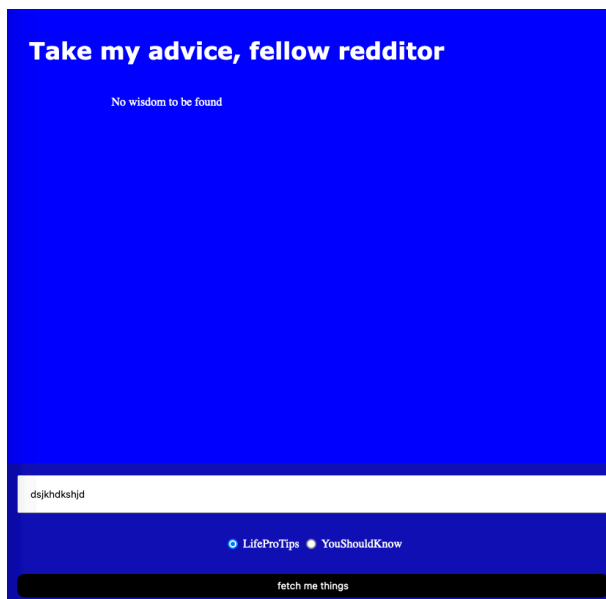 Take my advice, fellow redditor
No wisdom to be found
dsjkhdkshjd
LifeProTips YouShouldKnow
fetch me things